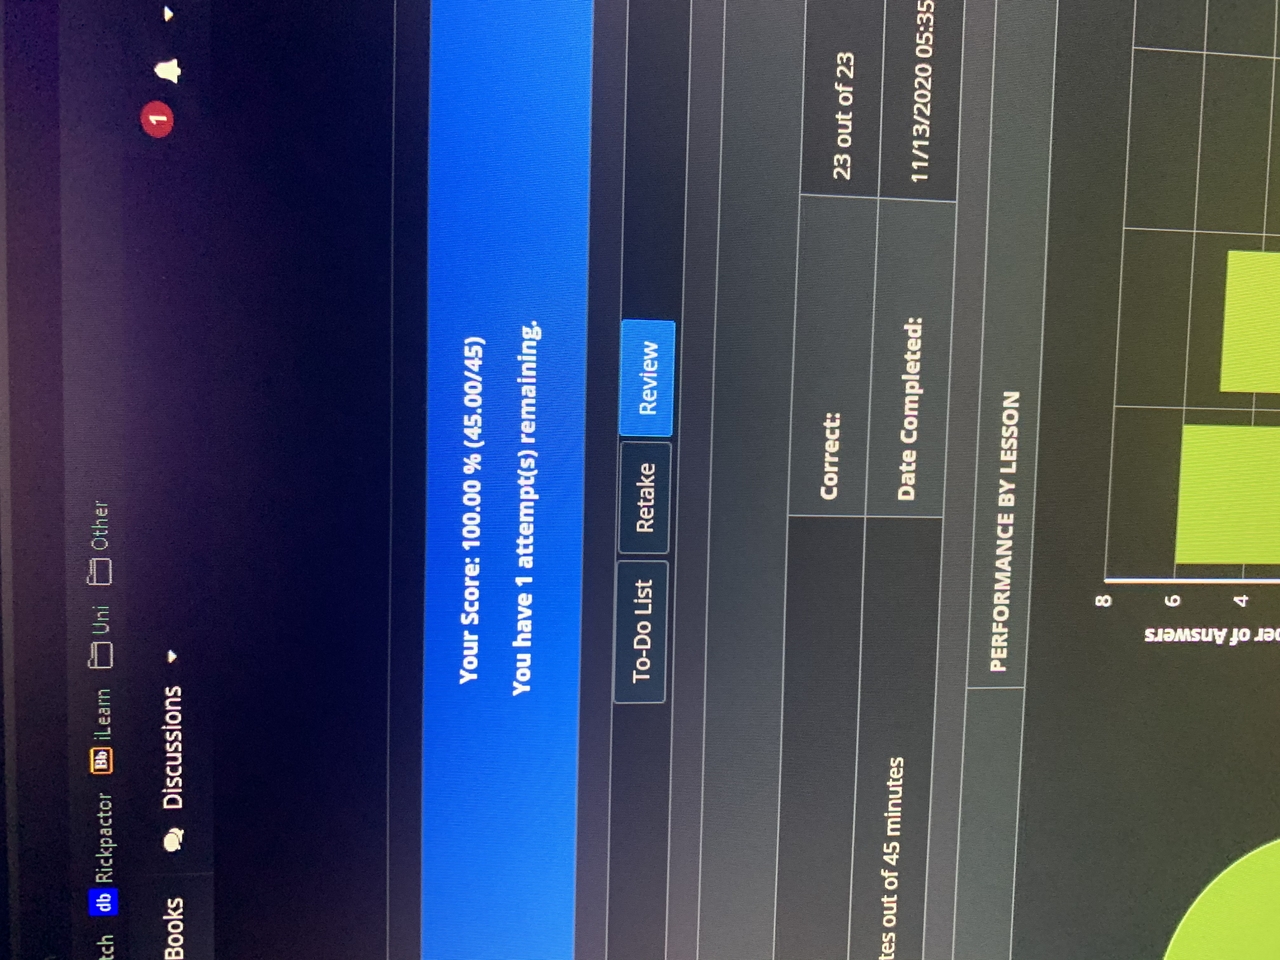 tch db Rickpactor Bb iLearn Uni Other
Books Discussions 1
Your Score: 100.00 % (45.00/45)
You have 1 attempt(s) remaining.
To-Do List Retake Review
Correct: 23 out of 23
tes out of 45 minutes Date Completed: 11/13/2020 05:35
PERFORMANCE BY LESSON
8
6
4
ber of Answers